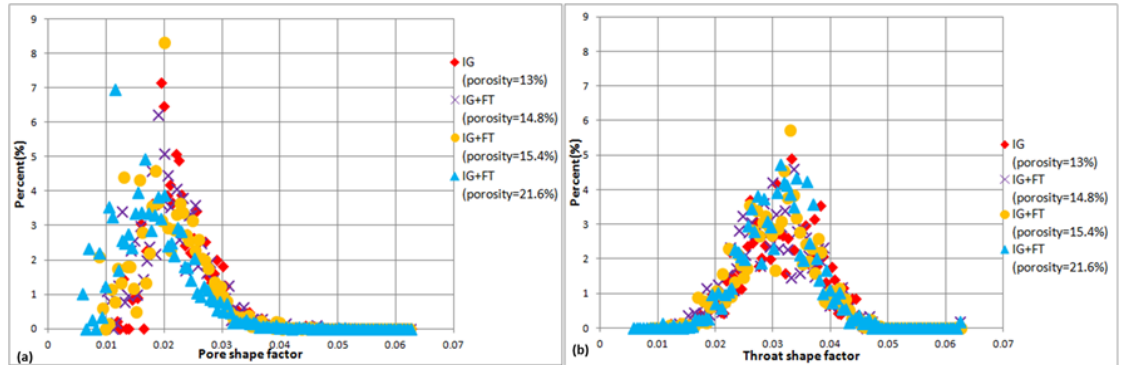 9
8
7
6
5
4
3
2
1
0
Percent(%)
0 0.01 0.02 0.03 0.04 0.05 0.06 0.07
Pore shape factor
(a)
IG
(porosity=13%)
IG+FT
(porosity=14.8%)
IG+FT
(porosity=15.4%)
IG+FT
(porosity=21.6%)
9
8
7
6
5
4
3
2
1
0
Percent(%)
0 0.01 0.02 0.03 0.04 0.05 0.06 0.07
Throat shape factor
(b)
IG
(porosity=13%)
IG+FT
(porosity=14.8%)
IG+FT
(porosity=15.4%)
IG+FT
(porosity=21.6%)